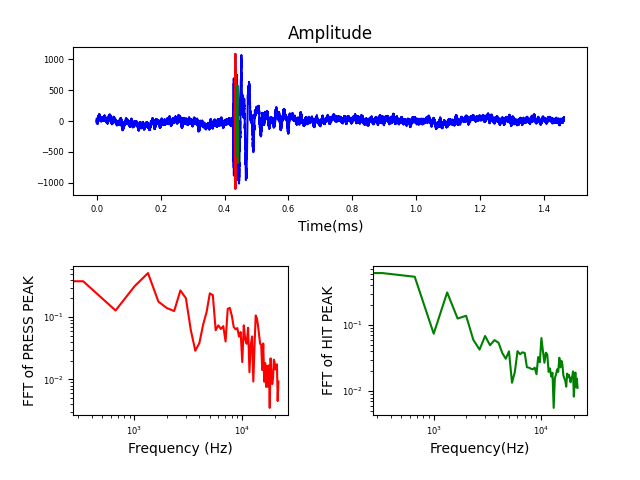 Amplitude
1000
500
0
−500
−1000
0.0 0.2 0.4 0.6 0.8 1.0 1.2 1.4
Time(ms)
FFT of PRESS PEAK
10⁻¹
10⁻²
10³ 10⁴
Frequency (Hz)
FFT of HIT PEAK
10⁻¹
10⁻²
10³ 10⁴
Frequency(Hz)